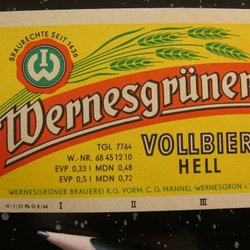 BRAURECHTE SEIT 1436
W
Wernesgrüner
TGL 7764
W.-NR. 68 45 12 10
EVP 0,33 l MDN 0,48
EVP 0,5 l MDN 0,72
VOLLBIER
HELL
WERNESGRÜNER BRAUEREI K.G. VORM. C. G. MÄNNEL-WERNESGRÜN i.
I II III